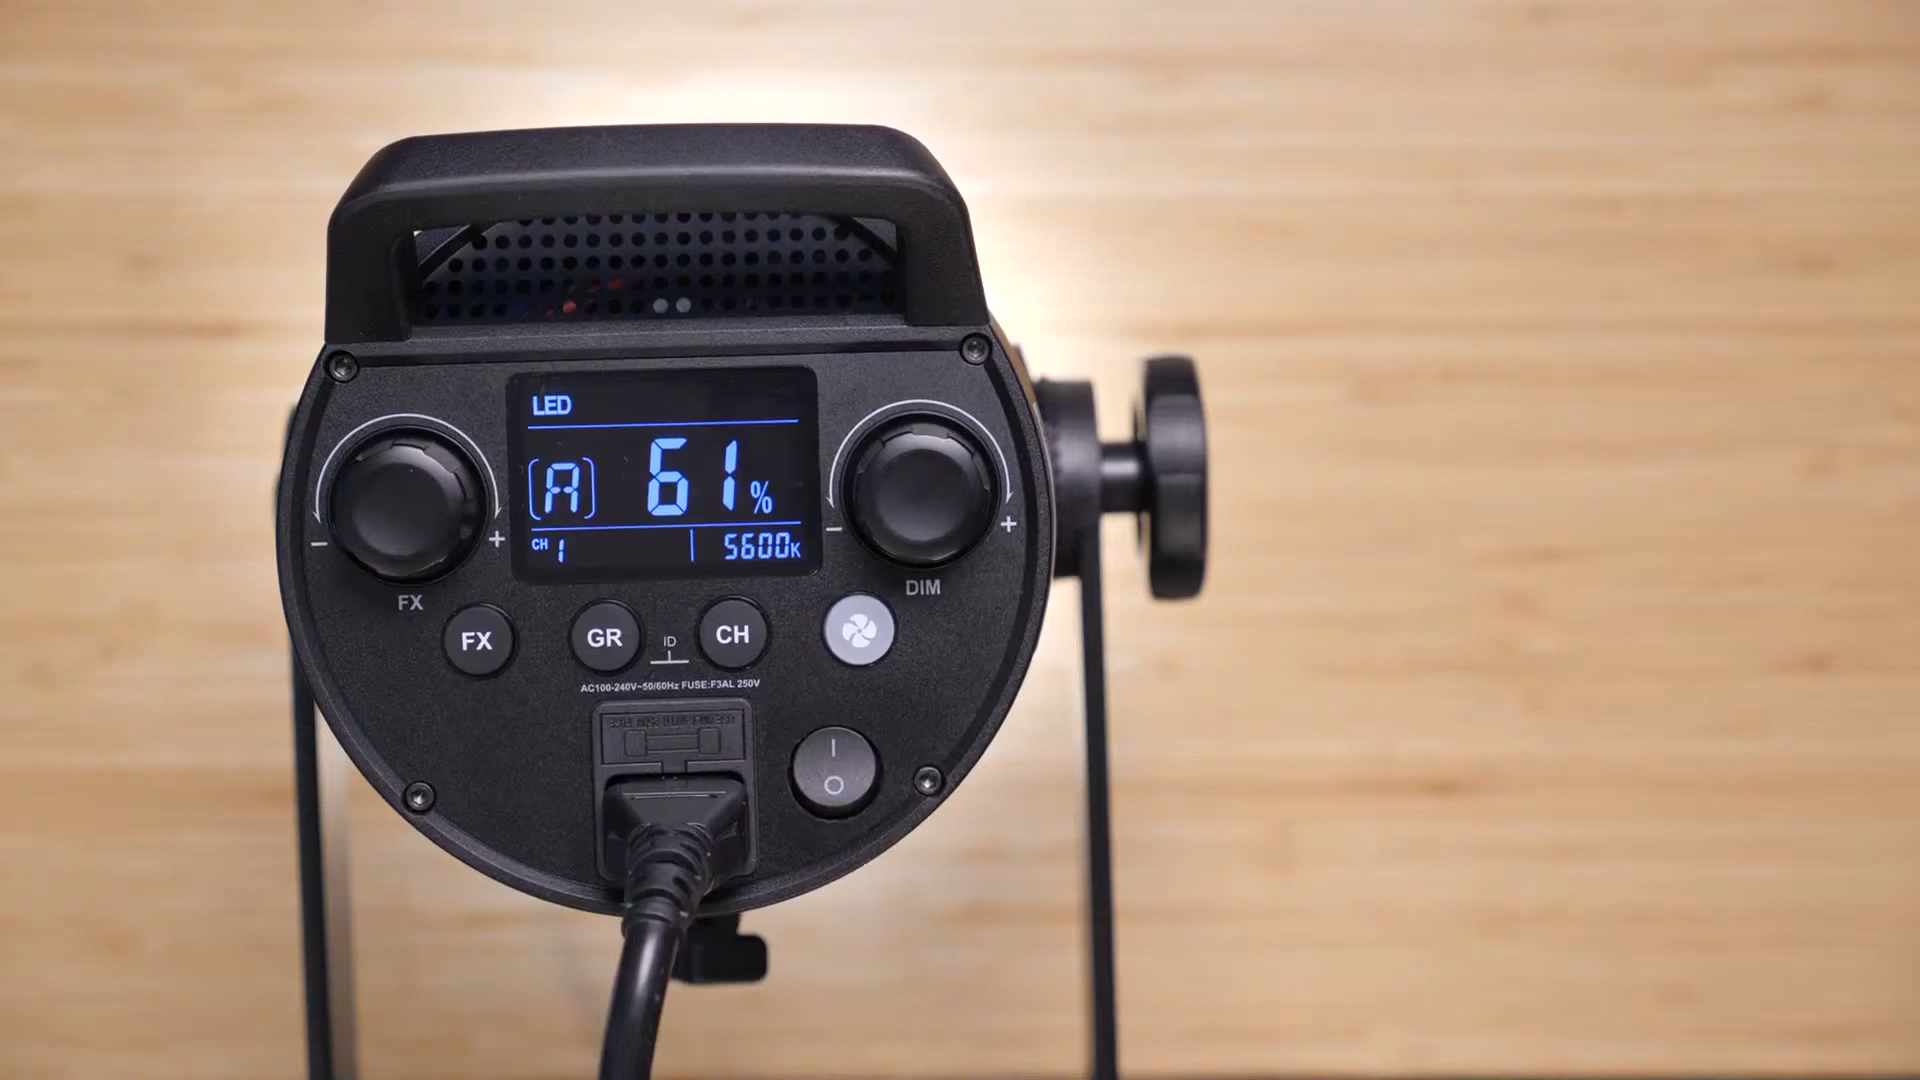 LED
[A] 61%
CH 1 5600K
- +
- +
FX
DIM
FX GR ID CH
AC100-240V~50/60Hz FUSE:F3AL 250V
I
O